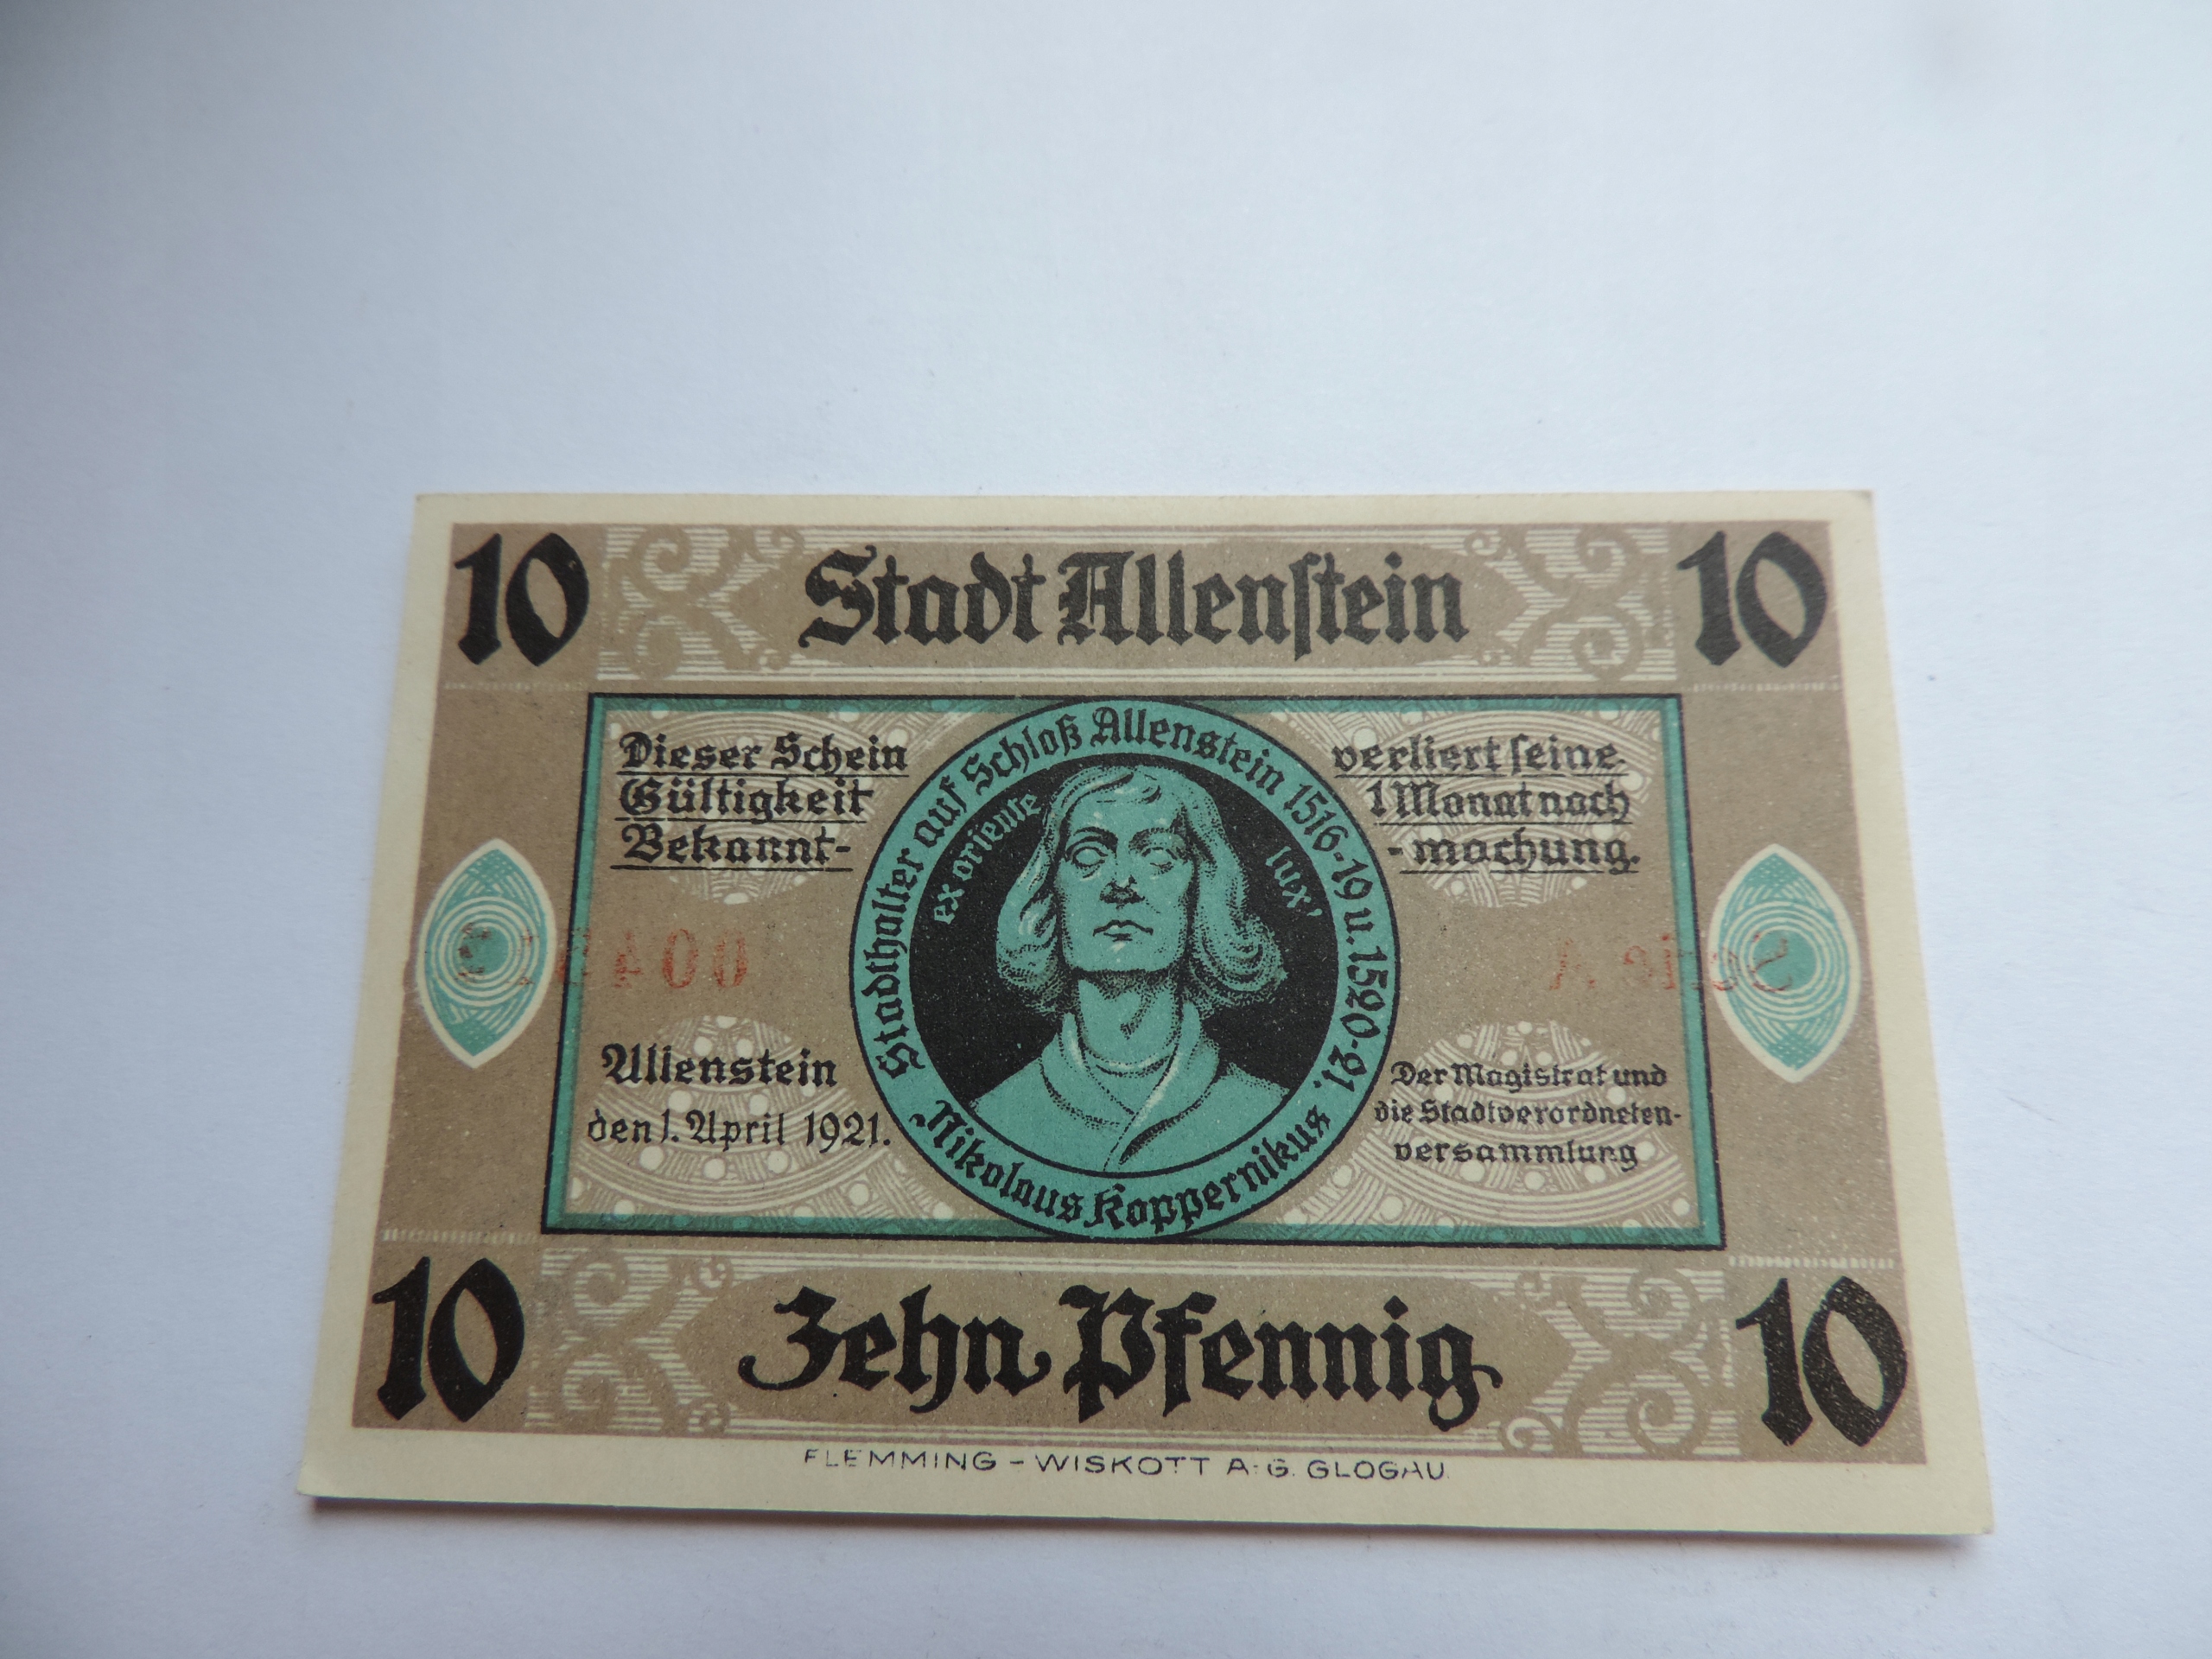 10 Stadt Allenstein 10
Dieser Schein verliert seine
Gültigkeit 1 Monat nach
Bekannt- -machung.
Stadthalter auf Schloß Allenstein 1516-19 u. 1520-21.
ex oriente lux'
Nikolaus Koppernikus
Allenstein
den 1. April 1921.
Der Magistrat und
die Stadtverordneten-
versammlung
10 Zehn Pfennig 10
FLEMMING - WISKOTT A. G. GLOGAU